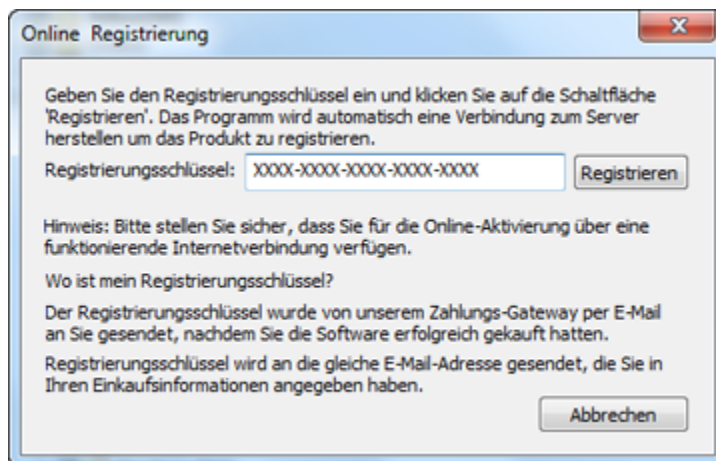 Online Registrierung
Geben Sie den Registrierungsschlüssel ein und klicken Sie auf die Schaltfläche
'Registrieren'. Das Programm wird automatisch eine Verbindung zum Server
herstellen um das Produkt zu registrieren.
Registrierungsschlüssel: XXXX-XXXX-XXXX-XXXX-XXXX Registrieren
Hinweis: Bitte stellen Sie sicher, dass Sie für die Online-Aktivierung über eine
funktionierende Internetverbindung verfügen.
Wo ist mein Registrierungsschlüssel?
Der Registrierungsschlüssel wurde von unserem Zahlungs-Gateway per E-Mail
an Sie gesendet, nachdem Sie die Software erfolgreich gekauft hatten.
Registrierungsschlüssel wird an die gleiche E-Mail-Adresse gesendet, die Sie in
Ihren Einkaufsinformationen angegeben haben.
Abbrechen